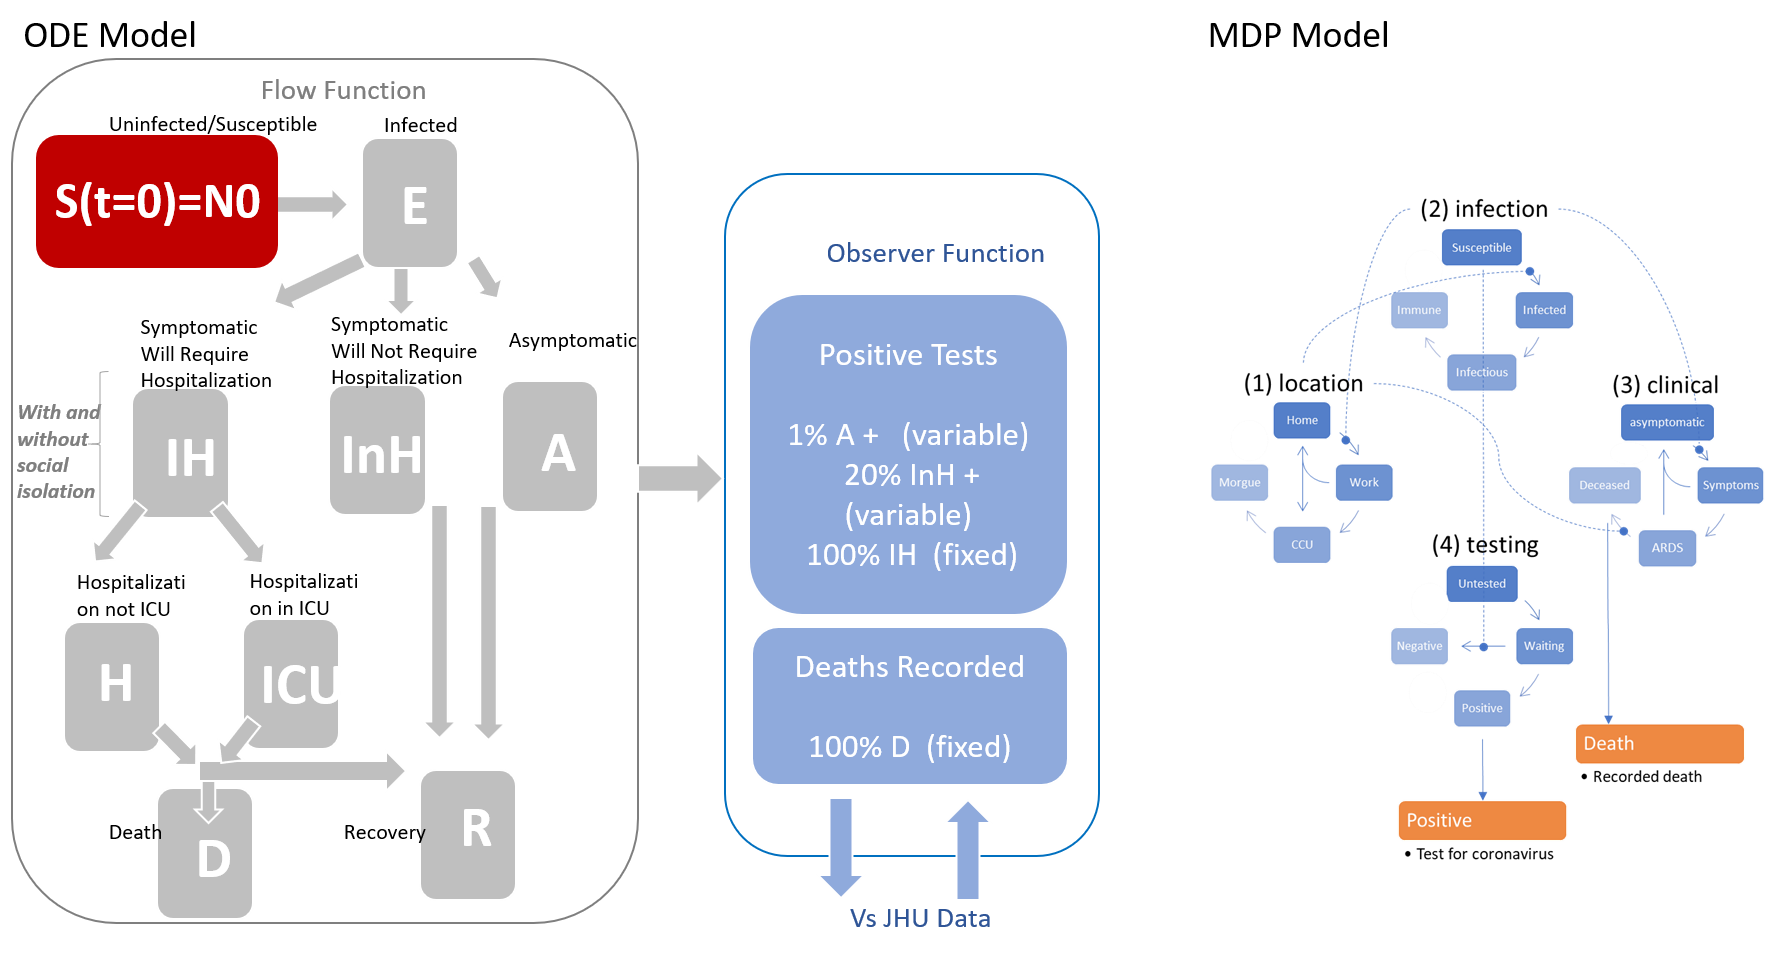 ODE Model
Flow Function
Uninfected/Susceptible
Infected
S(t=0)=N0
E
Symptomatic
Will Require
Hospitalization
Symptomatic
Will Not Require
Hospitalization
Asymptomatic
With and
without
social
isolation
IH
InH
A
Hospitalizati
on not ICU
Hospitalizati
on in ICU
H
ICU
Death
D
Recovery
R
Observer Function
Positive Tests
1% A + (variable)
20% InH +
(variable)
100% IH (fixed)
Deaths Recorded
100% D (fixed)
Vs JHU Data
MDP Model
(2) infection
Susceptible
Immune
Infected
Infectious
(1) location
Home
Morgue
Work
CCU
(3) clinical
asymptomatic
Deceased
Symptoms
ARDS
(4) testing
Untested
Negative
Waiting
Positive
Death
• Recorded death
Positive
• Test for coronavirus